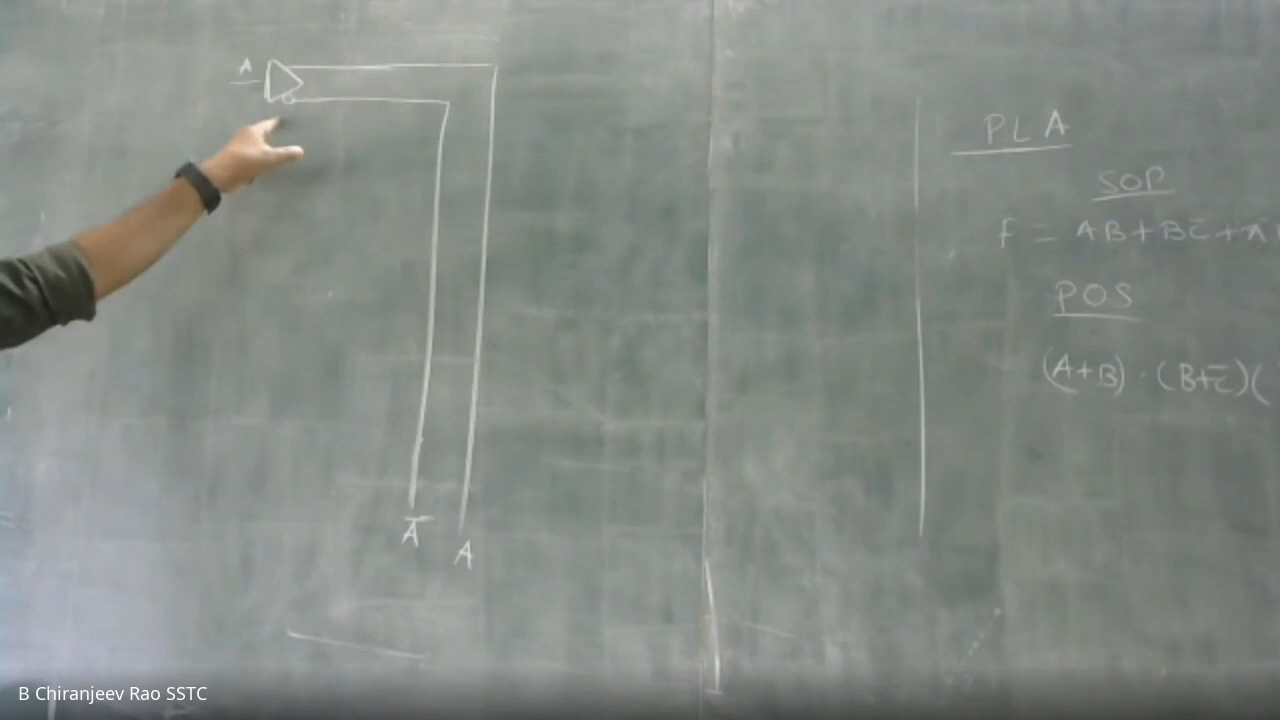 A
Ā A
PLA
SOP
F = AB+BC̄+Ā
POS
(A+B) · (B+C̄)(
B Chiranjeev Rao SSTC